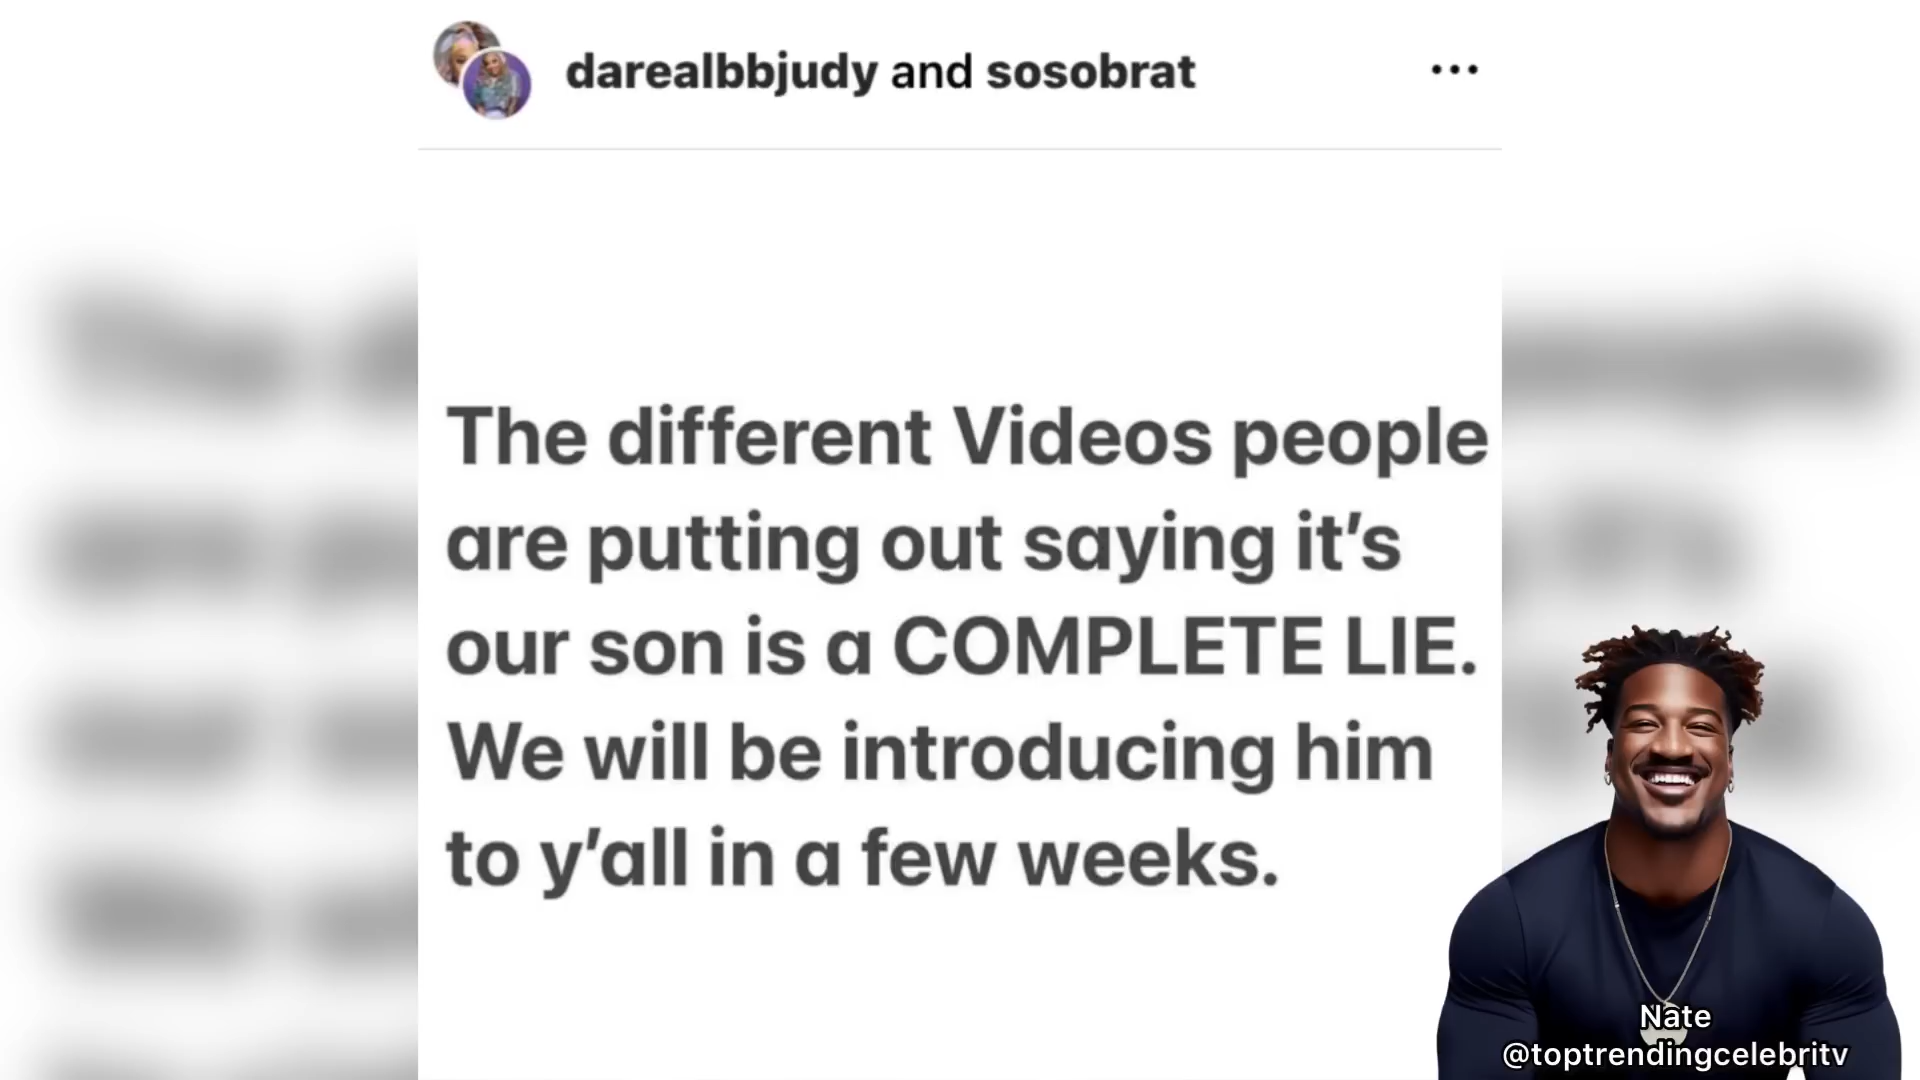 darealbbjudy and sosobrat
The different Videos people
are putting out saying it's
our son is a COMPLETE LIE.
We will be introducing him
to y'all in a few weeks.
Nate
@toptrendingcelebritv